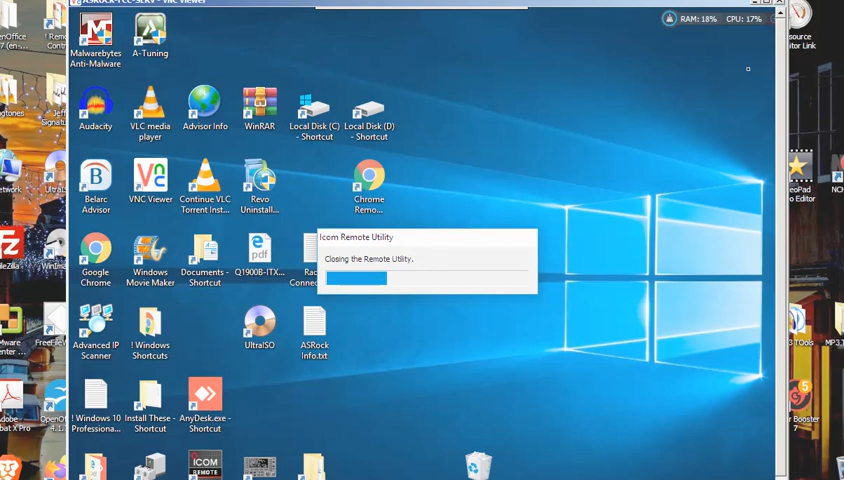 VNC Viewer
RAM: 18% CPU: 17%
Malwarebytes
Anti-Malware
A-Tuning
Audacity
VLC media
player
Advisor Info
WinRAR
Local Disk (C)
- Shortcut
Local Disk (D)
- Shortcut
Belarc
Advisor
VNC Viewer
Continue VLC
Torrent Inst...
Revo
Uninstall...
Chrome
Remo...
Icom Remote Utility
Closing the Remote Utility.
Google
Chrome
Windows
Movie Maker
Documents -
Shortcut
pdf
Q1900B-ITX...
Advanced IP
Scanner
! Windows
Shortcuts
UltraISO
ASRock
Info.txt
! Windows 10
Professiona...
Install These -
Shortcut
AnyDesk.exe -
Shortcut
ICOM
REMOTE